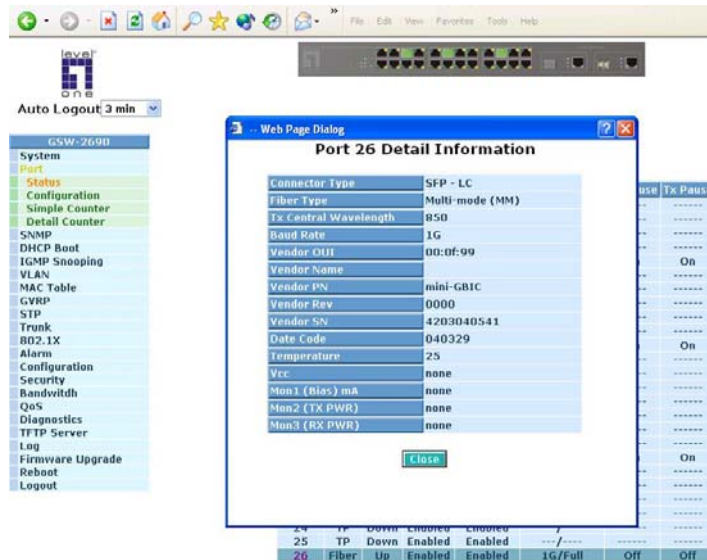 File Edit View Favorites Tools Help
level
one
Auto Logout 3 min
GSW-2690
System
Port
Status
Configuration
Simple Counter
Detail Counter
SNMP
DHCP Boot
IGMP Snooping
VLAN
MAC Table
GVRP
STP
Trunk
802.1X
Alarm
Configuration
Security
Bandwitdh
QoS
Diagnostics
TFTP Server
Log
Firmware Upgrade
Reboot
Logout
-- Web Page Dialog
Port 26 Detail Information
Connector Type SFP - LC
Fiber Type Multi-mode (MM)
Tx Central Wavelength 850
Baud Rate 1G
Vendor OUI 00:0f:99
Vendor Name
Vendor PN mini-GBIC
Vendor Rev 0000
Vendor SN 4203040541
Date Code 040329
Temperature 25
Vcc none
Mon1 (Bias) mA none
Mon2 (TX PWR) none
Mon3 (RX PWR) none
Close
use Tx Paus
------
On
------
On
------
On
------
24 TP Down Enabled Enabled
25 TP Down Enabled Enabled ---/---- ------ ------
26 Fiber Up Enabled Enabled 1G/Full Off Off